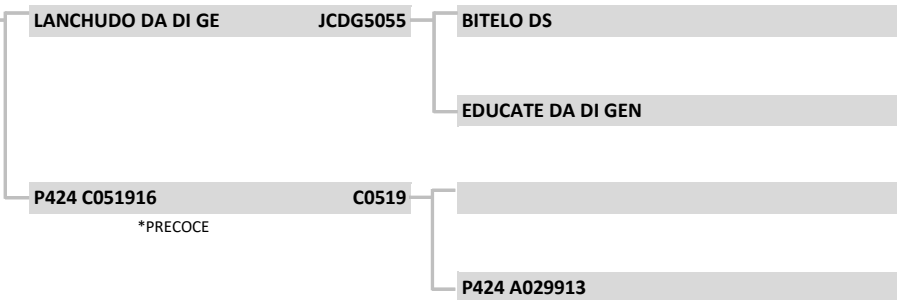 LANCHUDO DA DI GE JCDG5055 BITELO DS
EDUCATE DA DI GEN
P424 C051916 C0519
*PRECOCE
P424 A029913